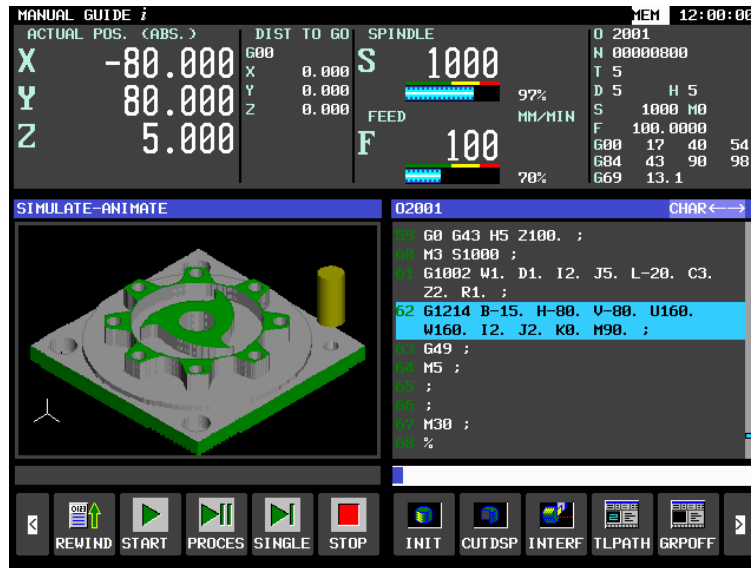 MANUAL GUIDE i MEM 12:00:00
ACTUAL POS. (ABS.) DIST TO GO SPINDLE O 2001
X -80.000 G00 S 1000 N 00000800
X 0.000 T 5
Y 80.000 Y 0.000 97% D 5 H 5
Z 0.000 FEED MM/MIN S 1000 M0
Z 5.000 F 100 F 100.0000
G00 17 40 54
G84 43 90 98
70% G69 13.1
SIMULATE-ANIMATE O2001 CHAR←→
59 G0 G43 H5 Z100. ;
60 M3 S1000 ;
61 G1002 W1. D1. I2. J5. L-20. C3.
Z2. R1. ;
62 G1214 B-15. H-80. V-80. U160.
W160. I2. J2. K0. M90. ;
63 G49 ;
64 M5 ;
65 ;
66 ;
67 M30 ;
68 %
< REWIND START PROCES SINGLE STOP INIT CUTDSP INTERF TLPATH GRPOFF >